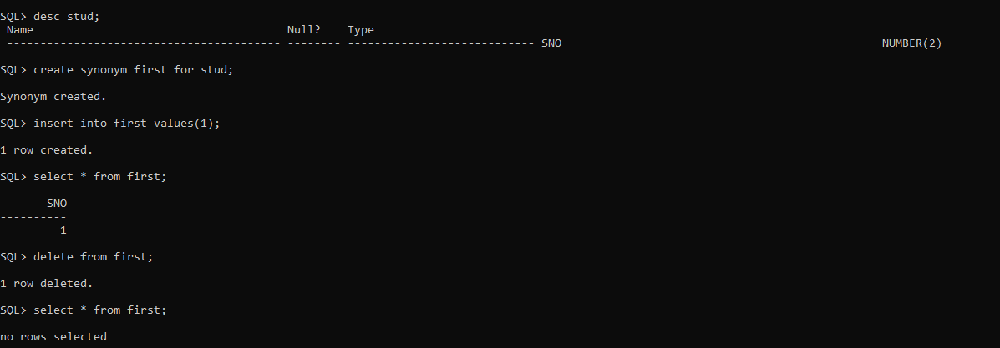 SQL> desc stud;
 Name                                      Null?    Type
 ----------------------------------------- -------- ---------------------------- SNO                                                NUMBER(2)
SQL> create synonym first for stud;
Synonym created.
SQL> insert into first values(1);
1 row created.
SQL> select * from first;
       SNO
----------
         1
SQL> delete from first;
1 row deleted.
SQL> select * from first;
no rows selected